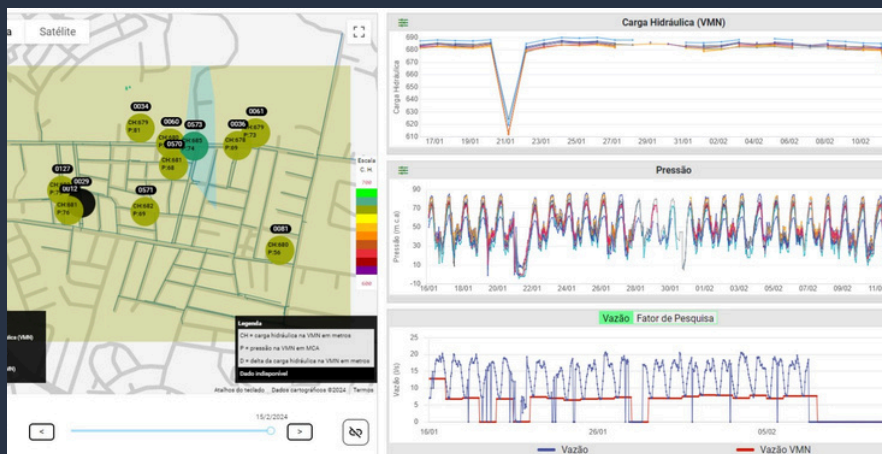 a Satélite
0034
0060
0573
0036
0061
CH:679
P:81
CH:685
P:74
CH:679
P:73
CH:678
P:69
0570
CH:681
P:68
0127
0029
0012
CH:681
P:70
0571
CH:682
P:69
0081
CH:680
P:56
Escala
C. H.
Legenda
CH = carga hidráulica na VMN em metros
P = pressão na VMN em MCA
D = delta da carga hidráulica na VMN em metros
Dado indisponível
Atalhos do teclado Dados cartográficos ©2024 Termos
15/2/2024
< >
Carga Hidráulica (VMN)
Carga Hidráulica
690
680
670
660
650
640
630
620
610
17/01 19/01 21/01 23/01 25/01 27/01 29/01 31/01 02/02 04/02 06/02 08/02 10/02
Pressão
Pressão (m.c.a)
90
70
50
30
10
-10
16/01 18/01 20/01 22/01 24/01 26/01 28/01 30/01 01/02 03/02 05/02 07/02 09/02 11/0
Vazão Fator de Pesquisa
Vazão (l/s)
25
20
15
10
5
0
16/01 26/01 05/02
Vazão Vazão VMN